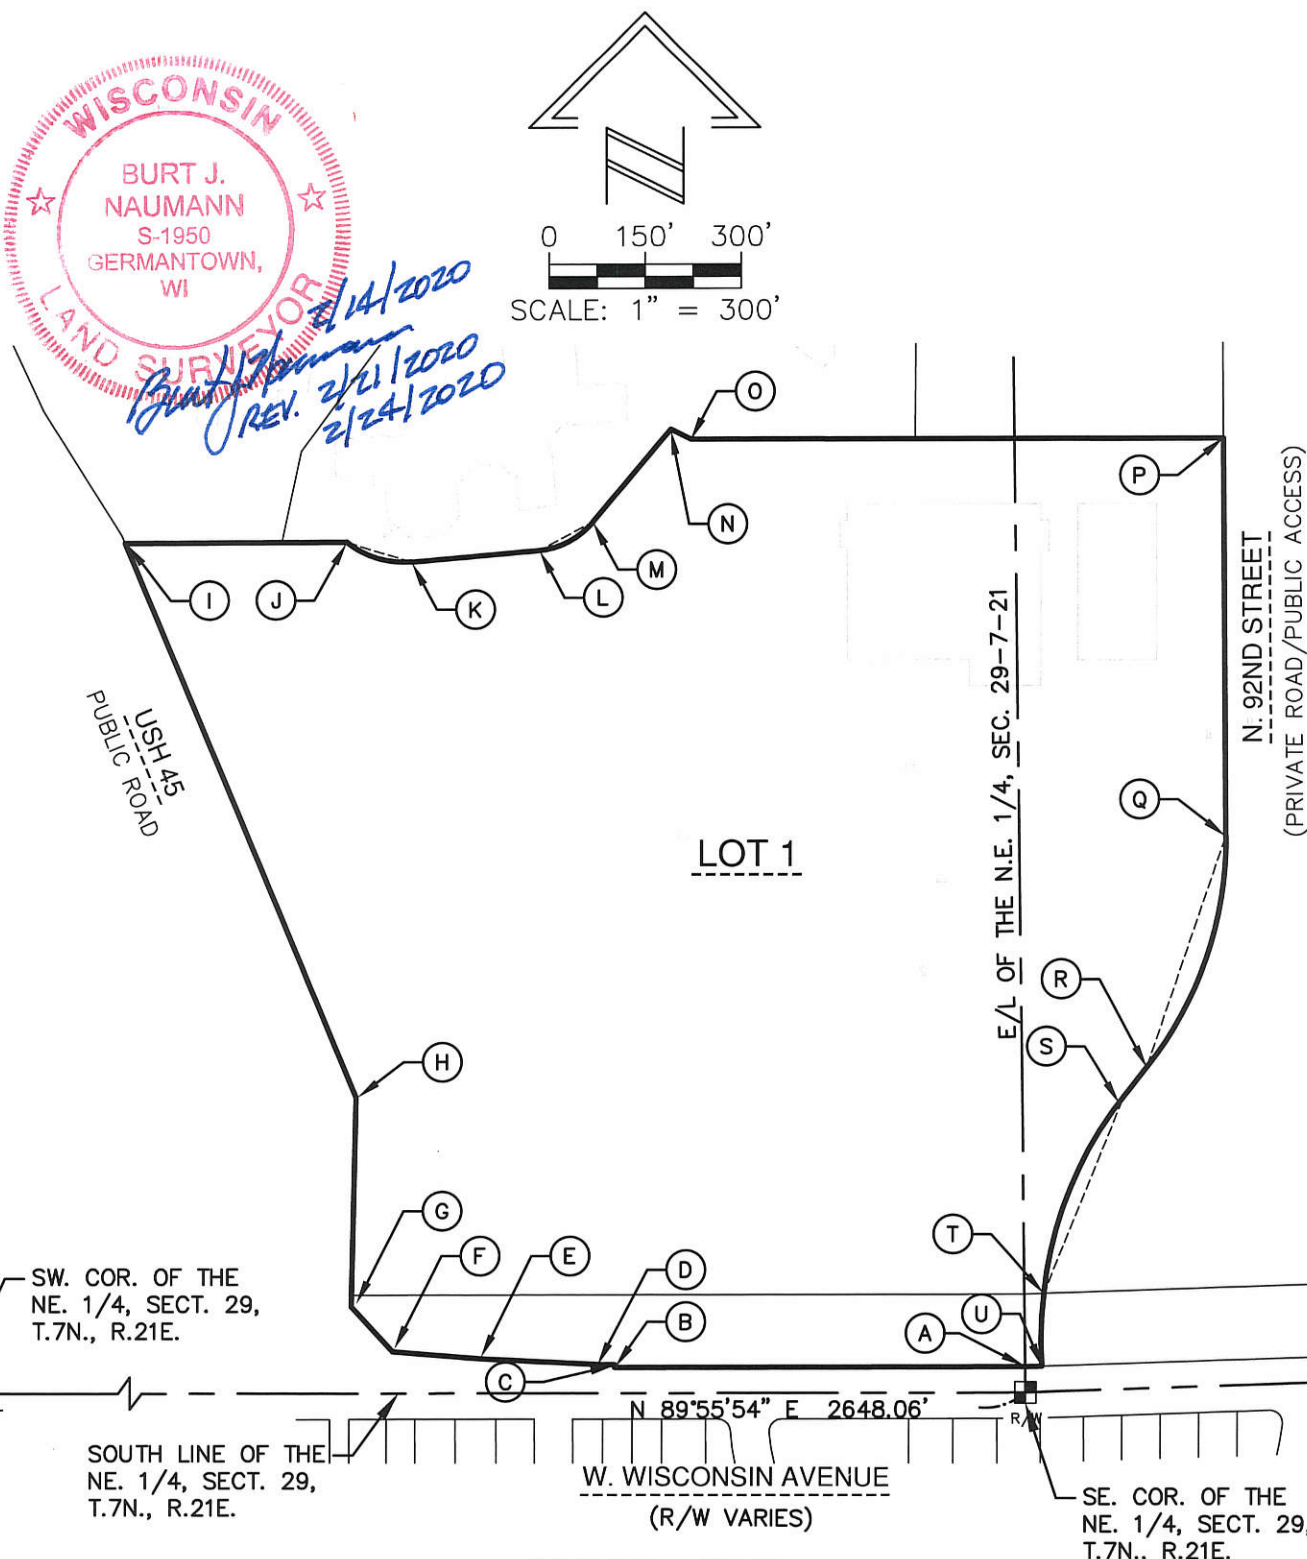 WISCONSIN
BURT J.
NAUMANN
S-1950
GERMANTOWN,
WI
LAND SURVEYOR
2/14/2020
REV. 2/21/2020
2/24/2020
N
0 150' 300'
SCALE: 1" = 300'
O
P
N
M
L
K
J
I
N. 92ND STREET
(PRIVATE ROAD/PUBLIC ACCESS)
E/L OF THE N.E. 1/4, SEC. 29-7-21
USH 45
PUBLIC ROAD
Q
LOT 1
R
S
H
G
F
E
D
T
U
B
A
C
SW. COR. OF THE
NE. 1/4, SECT. 29,
T.7N., R.21E.
N 89°55'54" E 2648.06'
R/W
SOUTH LINE OF THE
NE. 1/4, SECT. 29,
T.7N., R.21E.
W. WISCONSIN AVENUE
(R/W VARIES)
SE. COR. OF THE
NE. 1/4, SECT. 29,
T.7N., R.21E.